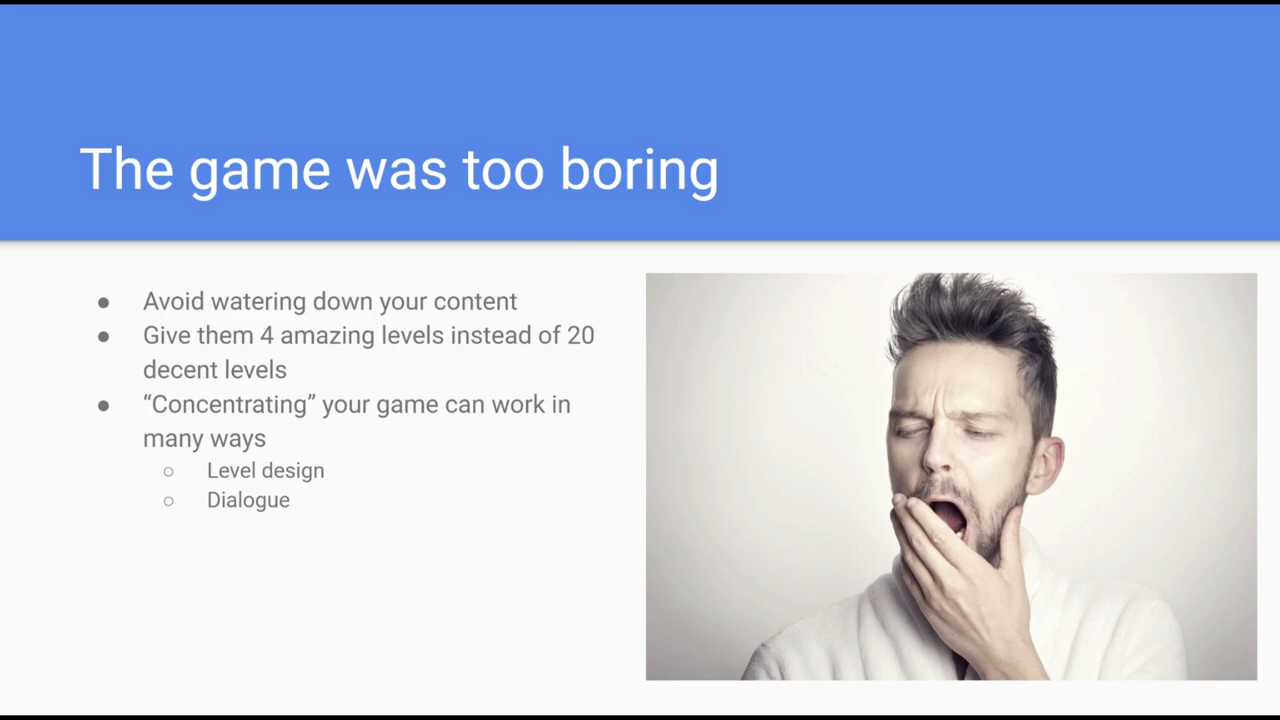 The game was too boring
● Avoid watering down your content
● Give them 4 amazing levels instead of 20
decent levels
● “Concentrating” your game can work in
many ways
○ Level design
○ Dialogue